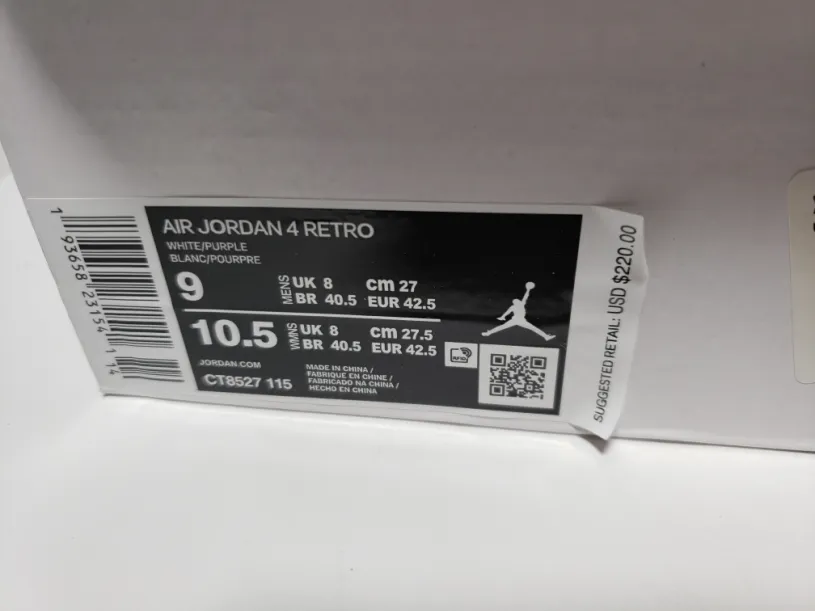 AIR JORDAN 4 RETRO
WHITE/PURPLE
BLANC/POURPRE
9 MENS UK 8 cm 27
BR 40.5 EUR 42.5
10.5 WMNS UK 8 cm 27.5
BR 40.5 EUR 42.5
RFID
JORDAN.COM
CT8527 115
MADE IN CHINA /
FABRIQUE EN CHINE /
FABRICADO NA CHINA /
HECHO EN CHINA
1 93658 23154 1 14
SUGGESTED RETAIL: USD $220.00